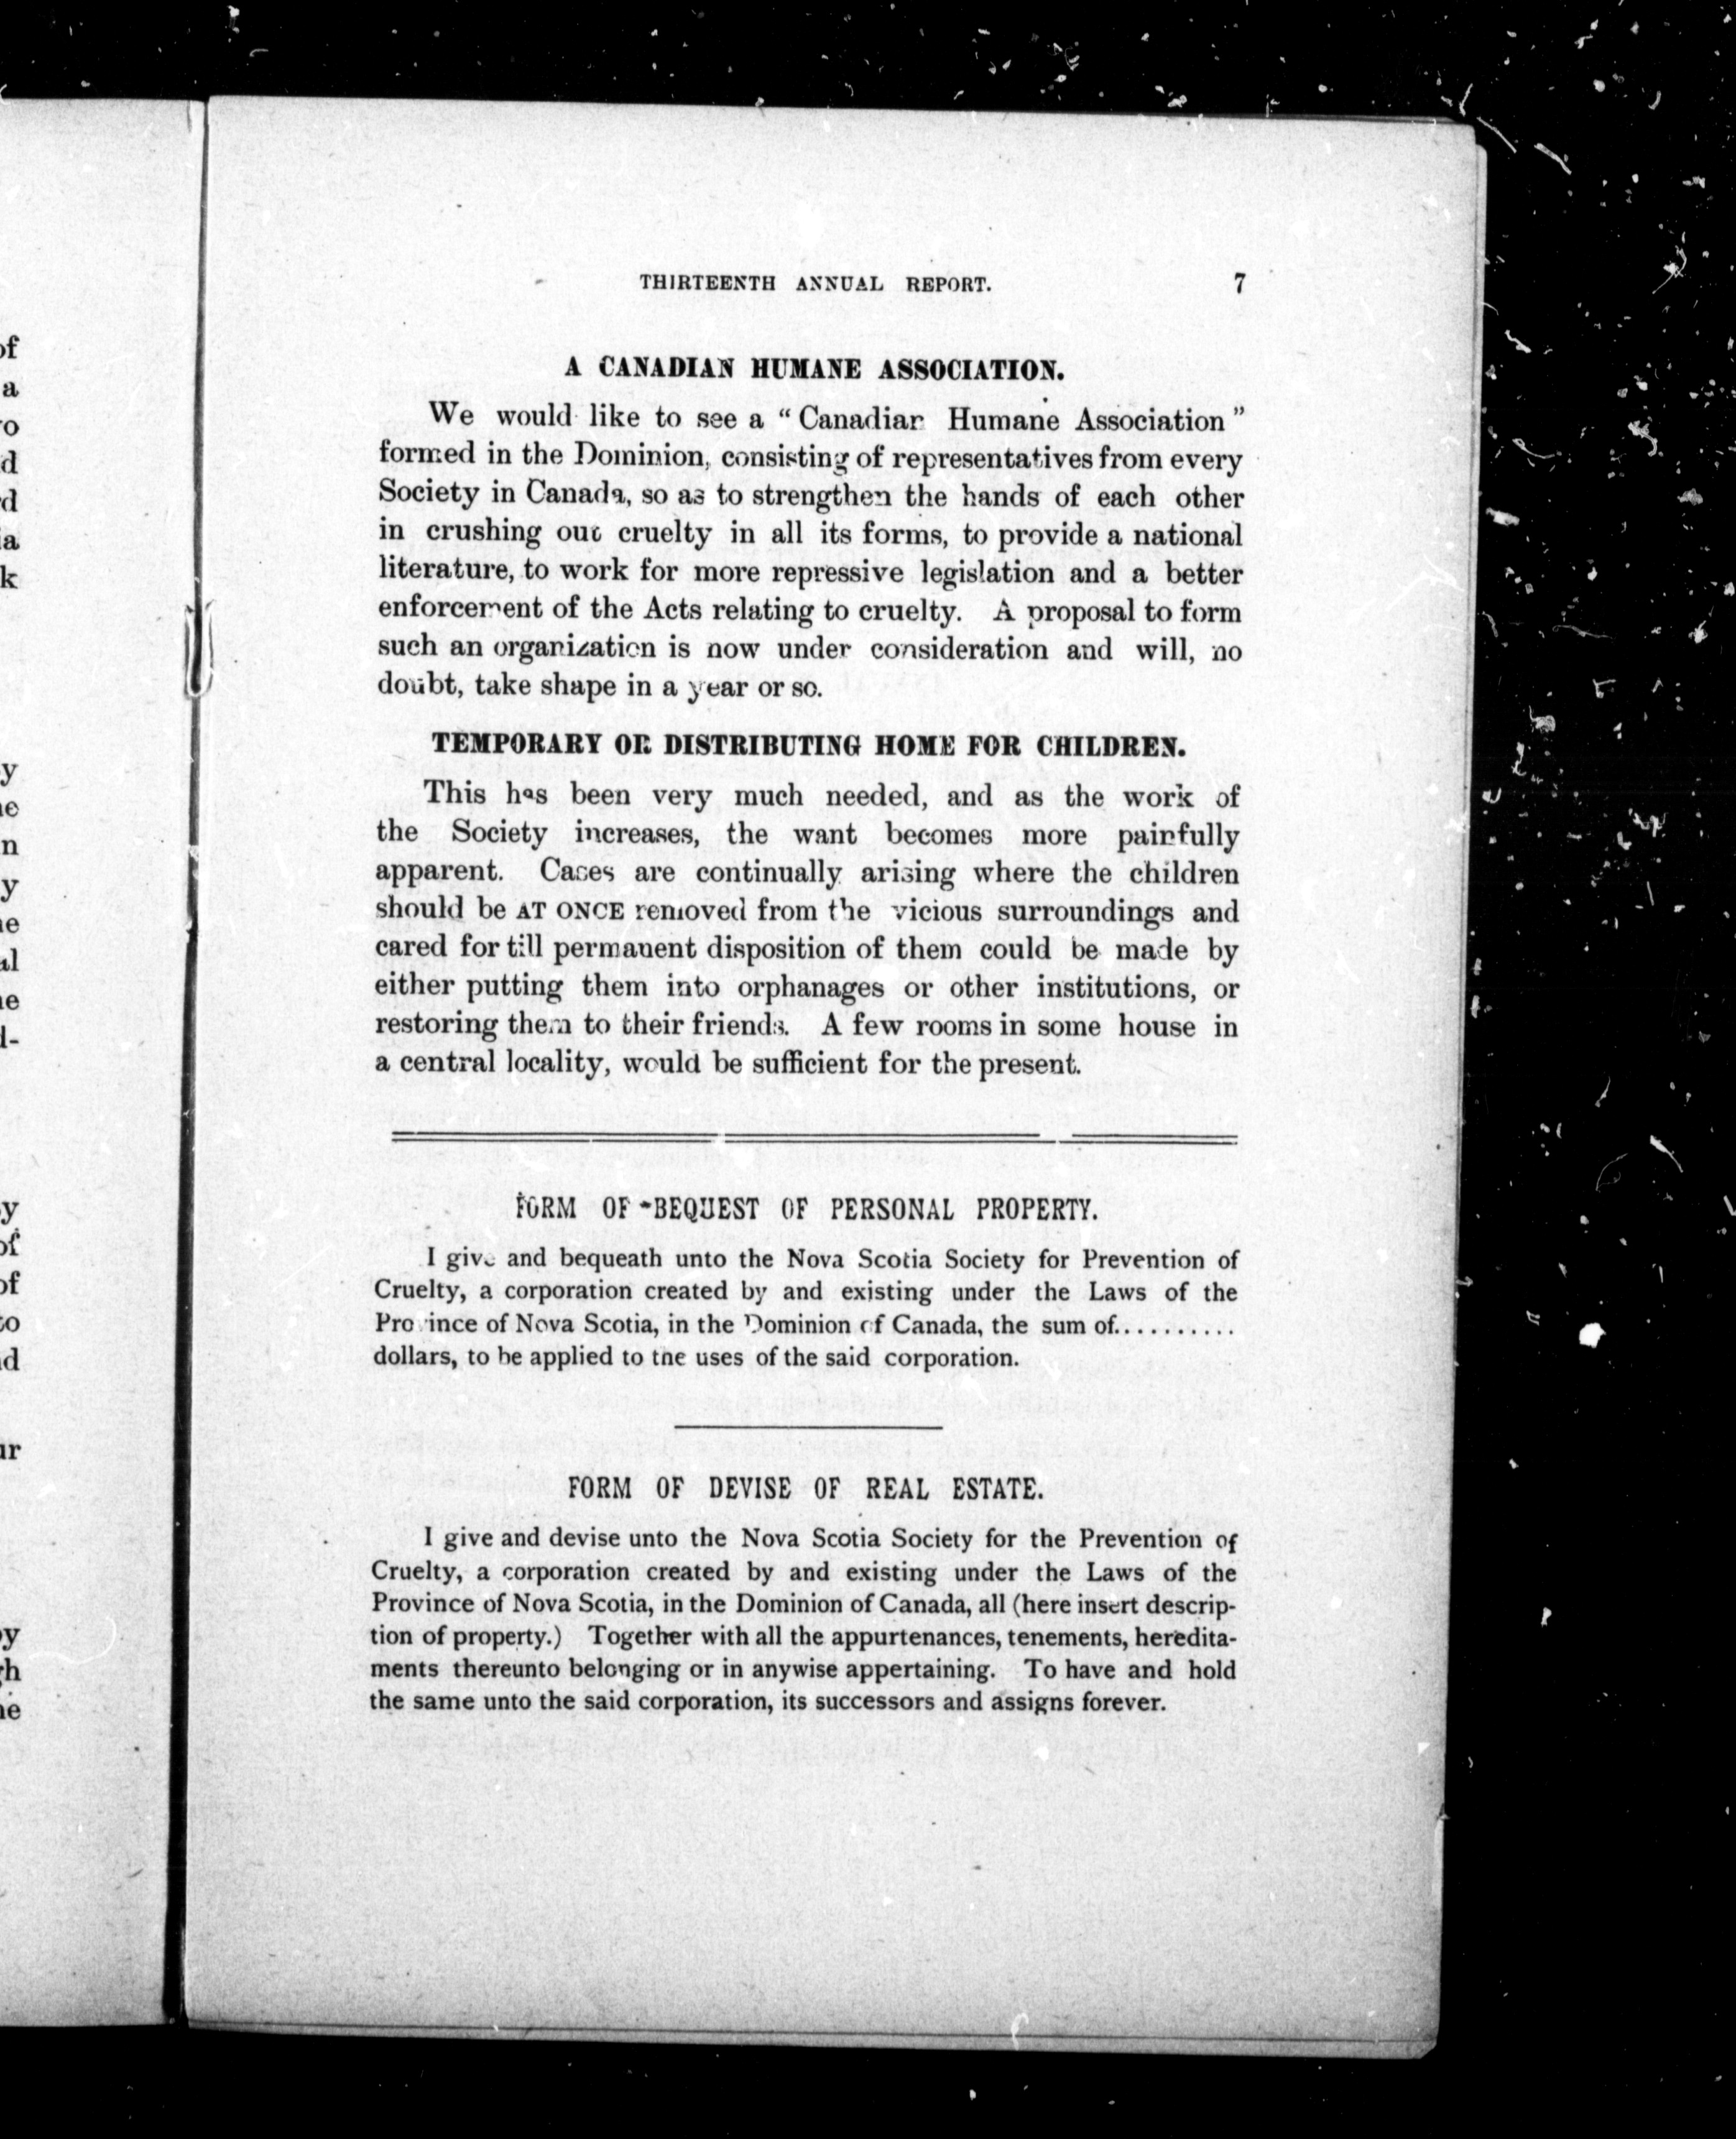 THIRTEENTH ANNUAL REPORT. 7
A CANADIAN HUMANE ASSOCIATION.
We would like to see a “Canadian Humane Association”
formed in the Dominion, consisting of representatives from every
Society in Canada, so as to strengthen the hands of each other
in crushing out cruelty in all its forms, to provide a national
literature, to work for more repressive legislation and a better
enforcement of the Acts relating to cruelty. A proposal to form
such an organization is now under consideration and will, no
doubt, take shape in a year or so.
TEMPORARY OR DISTRIBUTING HOME FOR CHILDREN.
This has been very much needed, and as the work of
the Society increases, the want becomes more painfully
apparent. Cases are continually arising where the children
should be AT ONCE removed from the vicious surroundings and
cared for till permanent disposition of them could be made by
either putting them into orphanages or other institutions, or
restoring them to their friends. A few rooms in some house in
a central locality, would be sufficient for the present.
FORM OF BEQUEST OF PERSONAL PROPERTY.
I give and bequeath unto the Nova Scotia Society for Prevention of
Cruelty, a corporation created by and existing under the Laws of the
Province of Nova Scotia, in the Dominion of Canada, the sum of..........
dollars, to be applied to the uses of the said corporation.
FORM OF DEVISE OF REAL ESTATE.
I give and devise unto the Nova Scotia Society for the Prevention of
Cruelty, a corporation created by and existing under the Laws of the
Province of Nova Scotia, in the Dominion of Canada, all (here insert descrip-
tion of property.) Together with all the appurtenances, tenements, heredita-
ments thereunto belonging or in anywise appertaining. To have and hold
the same unto the said corporation, its successors and assigns forever.